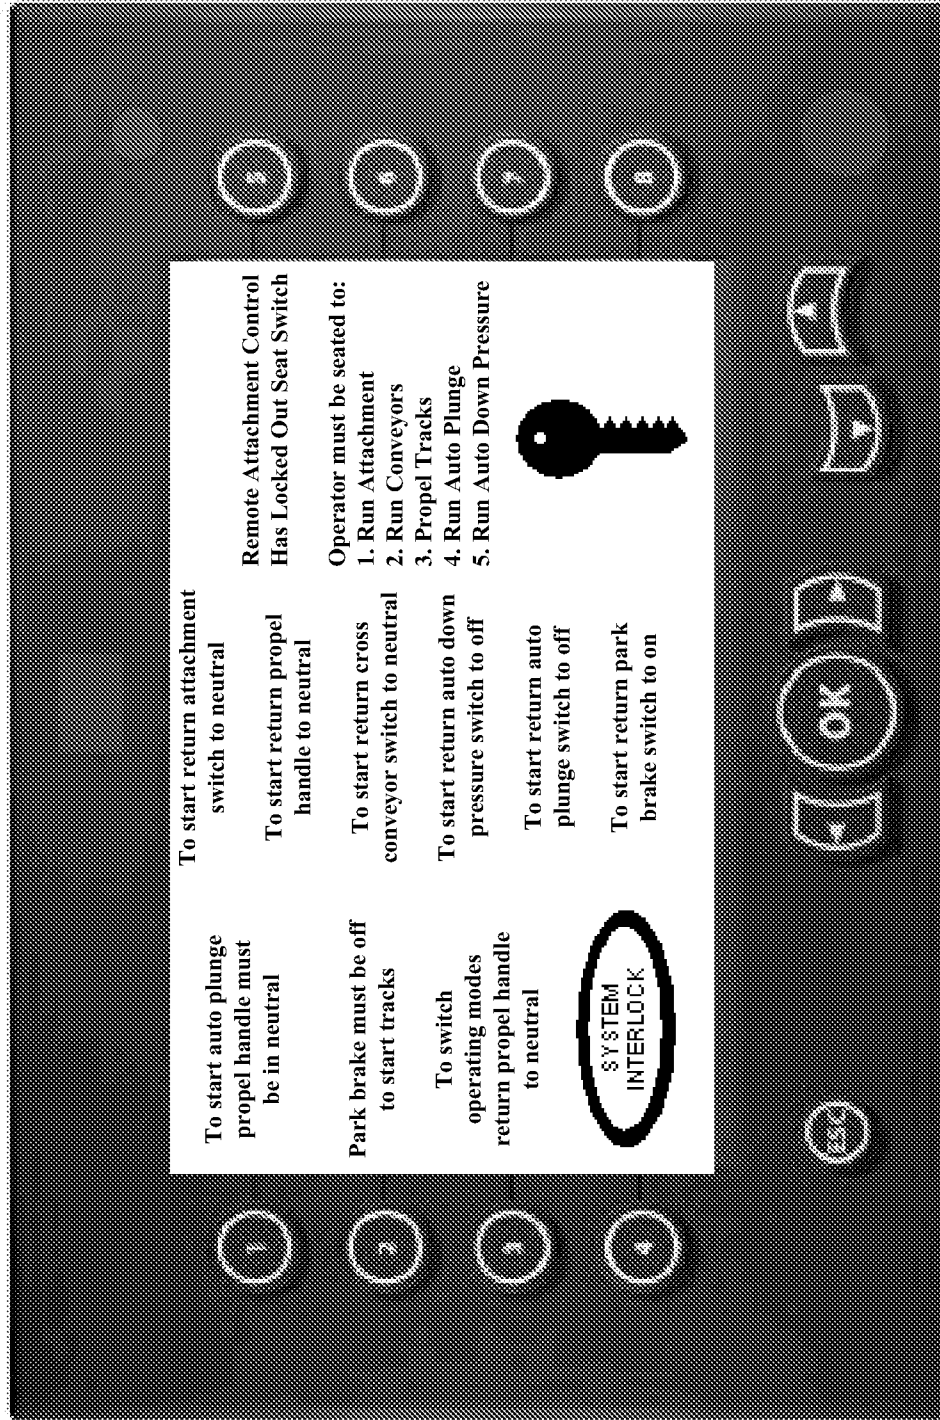 To start auto plunge
propel handle must
be in neutral
Park brake must be off
to start tracks
To switch
operating modes
return propel handle
to neutral
SYSTEM
INTERLOCK
To start return attachment
switch to neutral
To start return propel
handle to neutral
To start return cross
conveyor switch to neutral
To start return auto down
pressure switch to off
To start return auto
plunge switch to off
To start return park
brake switch to on
Remote Attachment Control
Has Locked Out Seat Switch
Operator must be seated to:
1. Run Attachment
2. Run Conveyors
3. Propel Tracks
4. Run Auto Plunge
5. Run Auto Down Pressure
1
2
3
4
5
6
7
8
ESC
OK